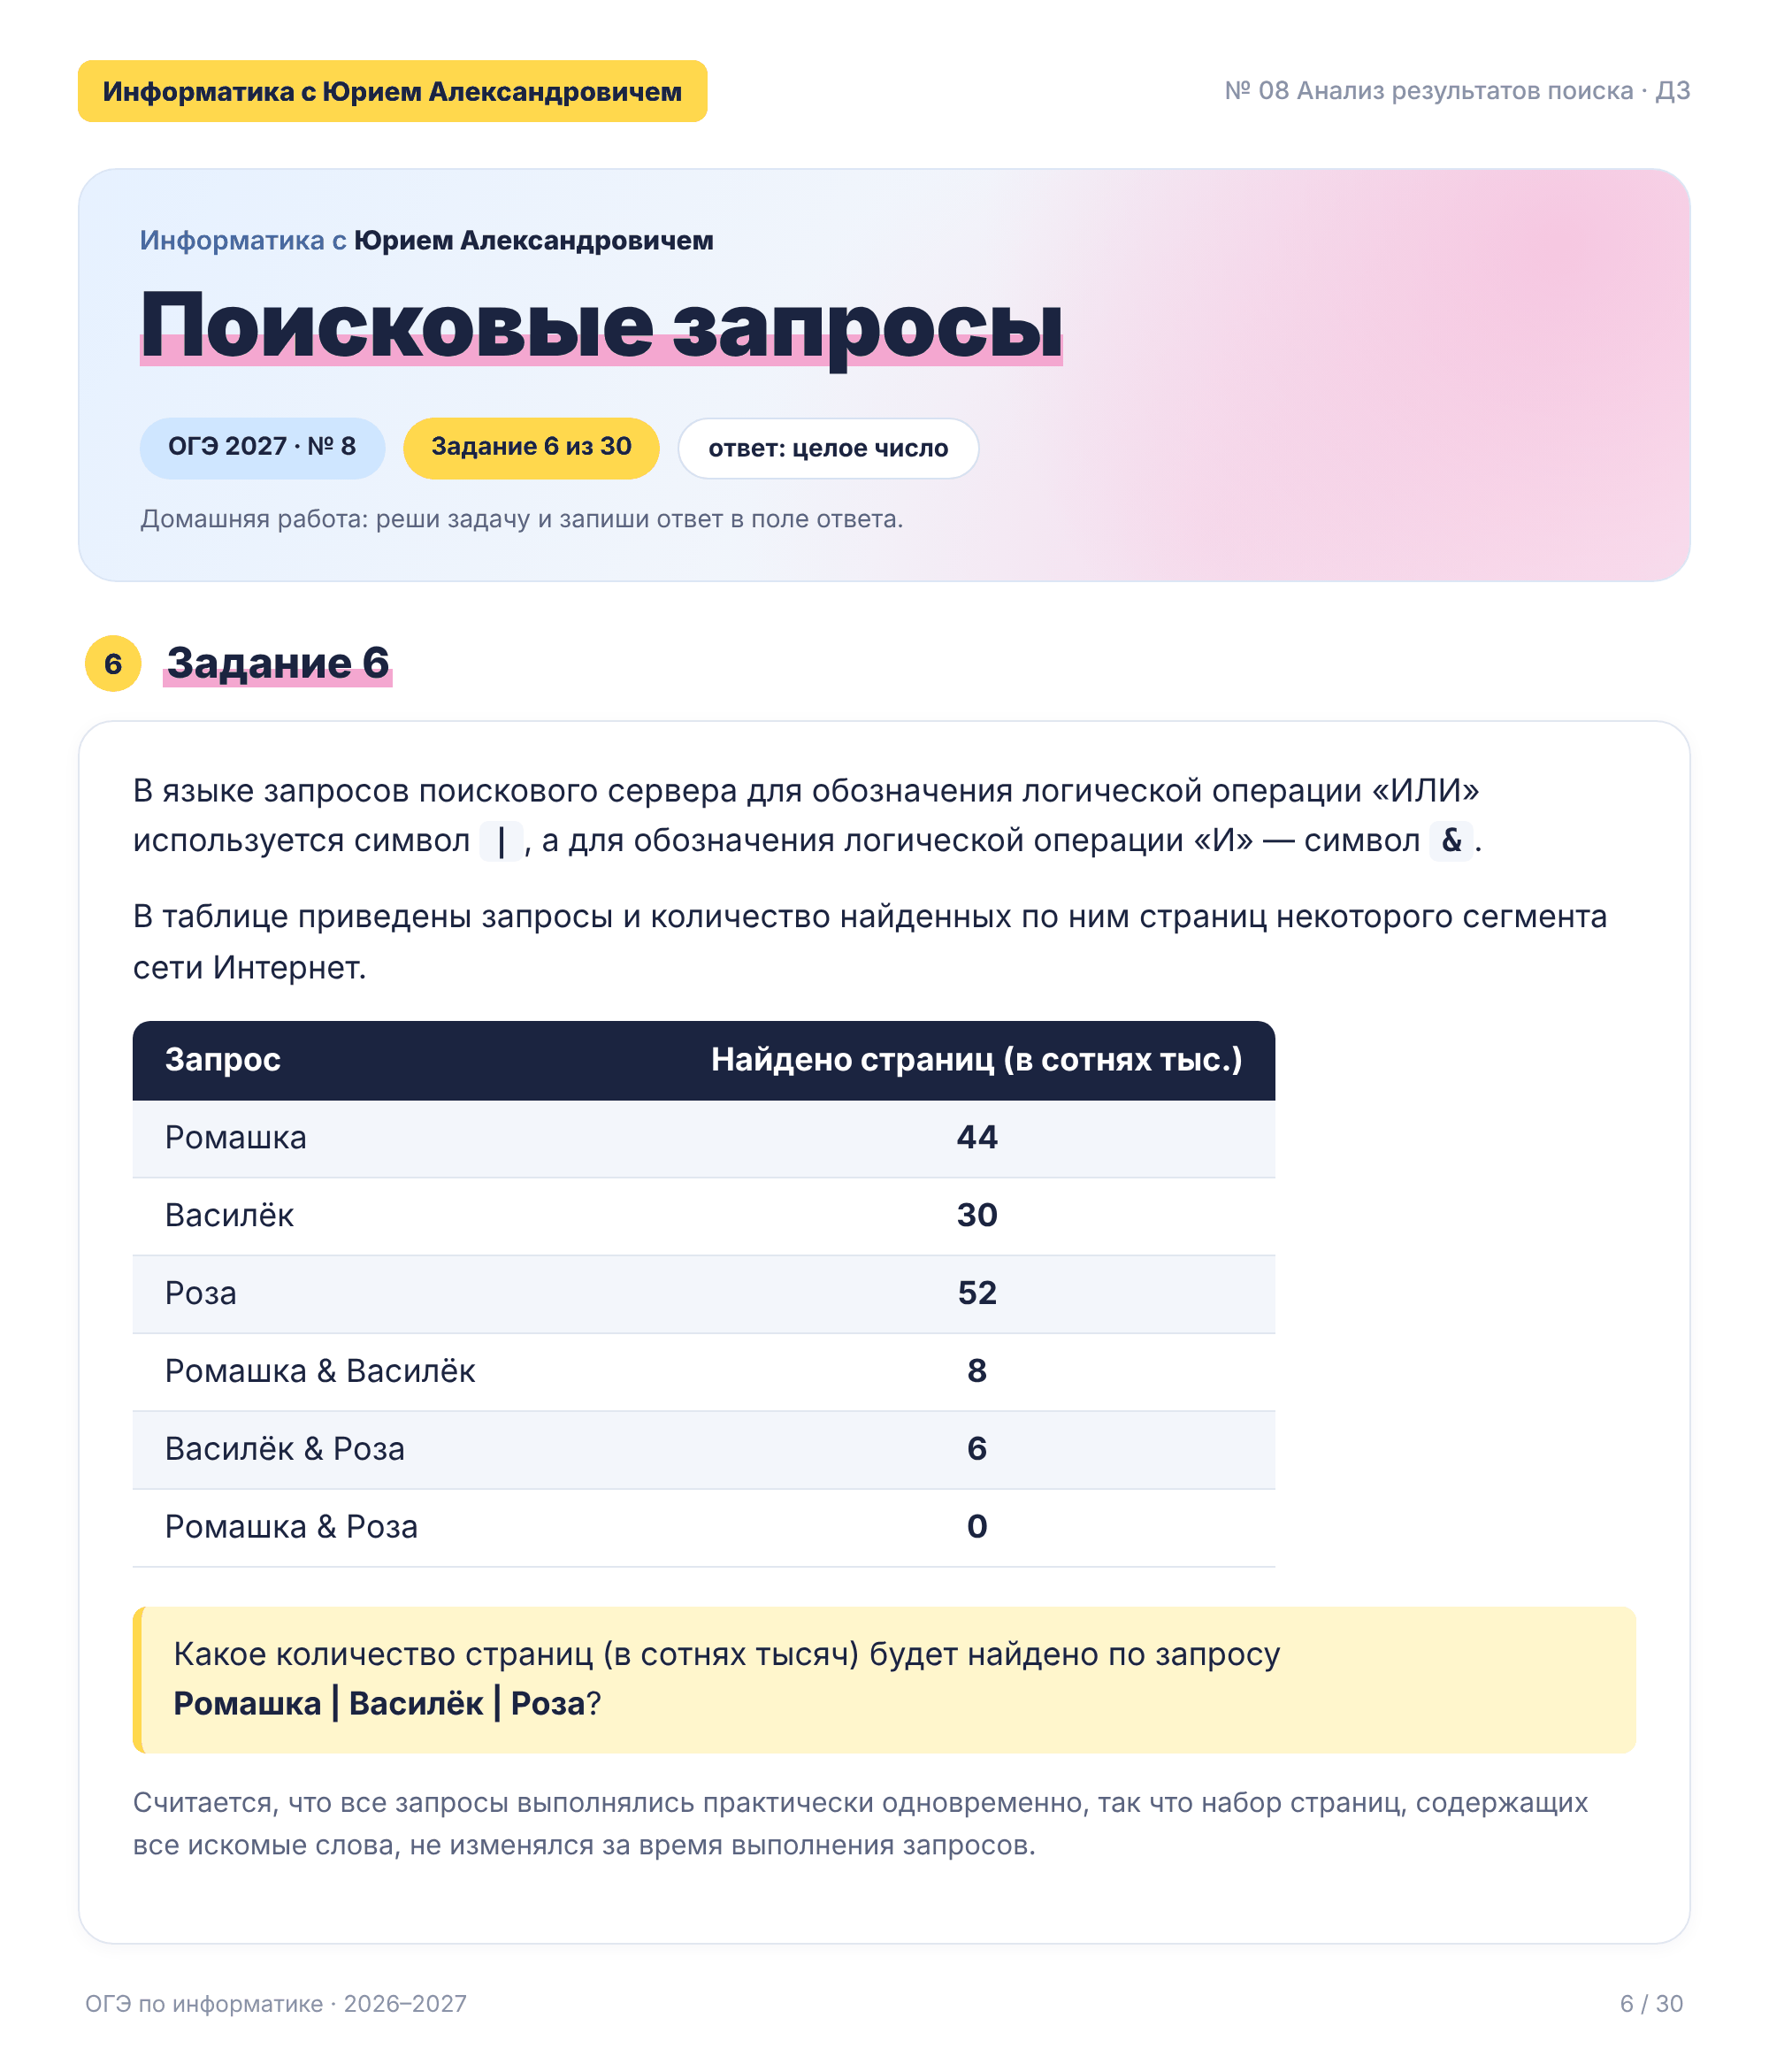 Информатика с Юрием Александровичем
№ 08 Анализ результатов поиска · ДЗ
Информатика с Юрием Александровичем
Поисковые запросы
ОГЭ 2027 · № 8
Задание 6 из 30
ответ: целое число
Домашняя работа: реши задачу и запиши ответ в поле ответа.
6 Задание 6
В языке запросов поискового сервера для обозначения логической операции «ИЛИ»
используется символ |, а для обозначения логической операции «И» — символ &.
В таблице приведены запросы и количество найденных по ним страниц некоторого сегмента
сети Интернет.
Запрос Найдено страниц (в сотнях тыс.)
Ромашка 44
Василёк 30
Роза 52
Ромашка & Василёк 8
Василёк & Роза 6
Ромашка & Роза 0
Какое количество страниц (в сотнях тысяч) будет найдено по запросу
Ромашка | Василёк | Роза?
Считается, что все запросы выполнялись практически одновременно, так что набор страниц, содержащих
все искомые слова, не изменялся за время выполнения запросов.
ОГЭ по информатике · 2026–2027
6 / 30